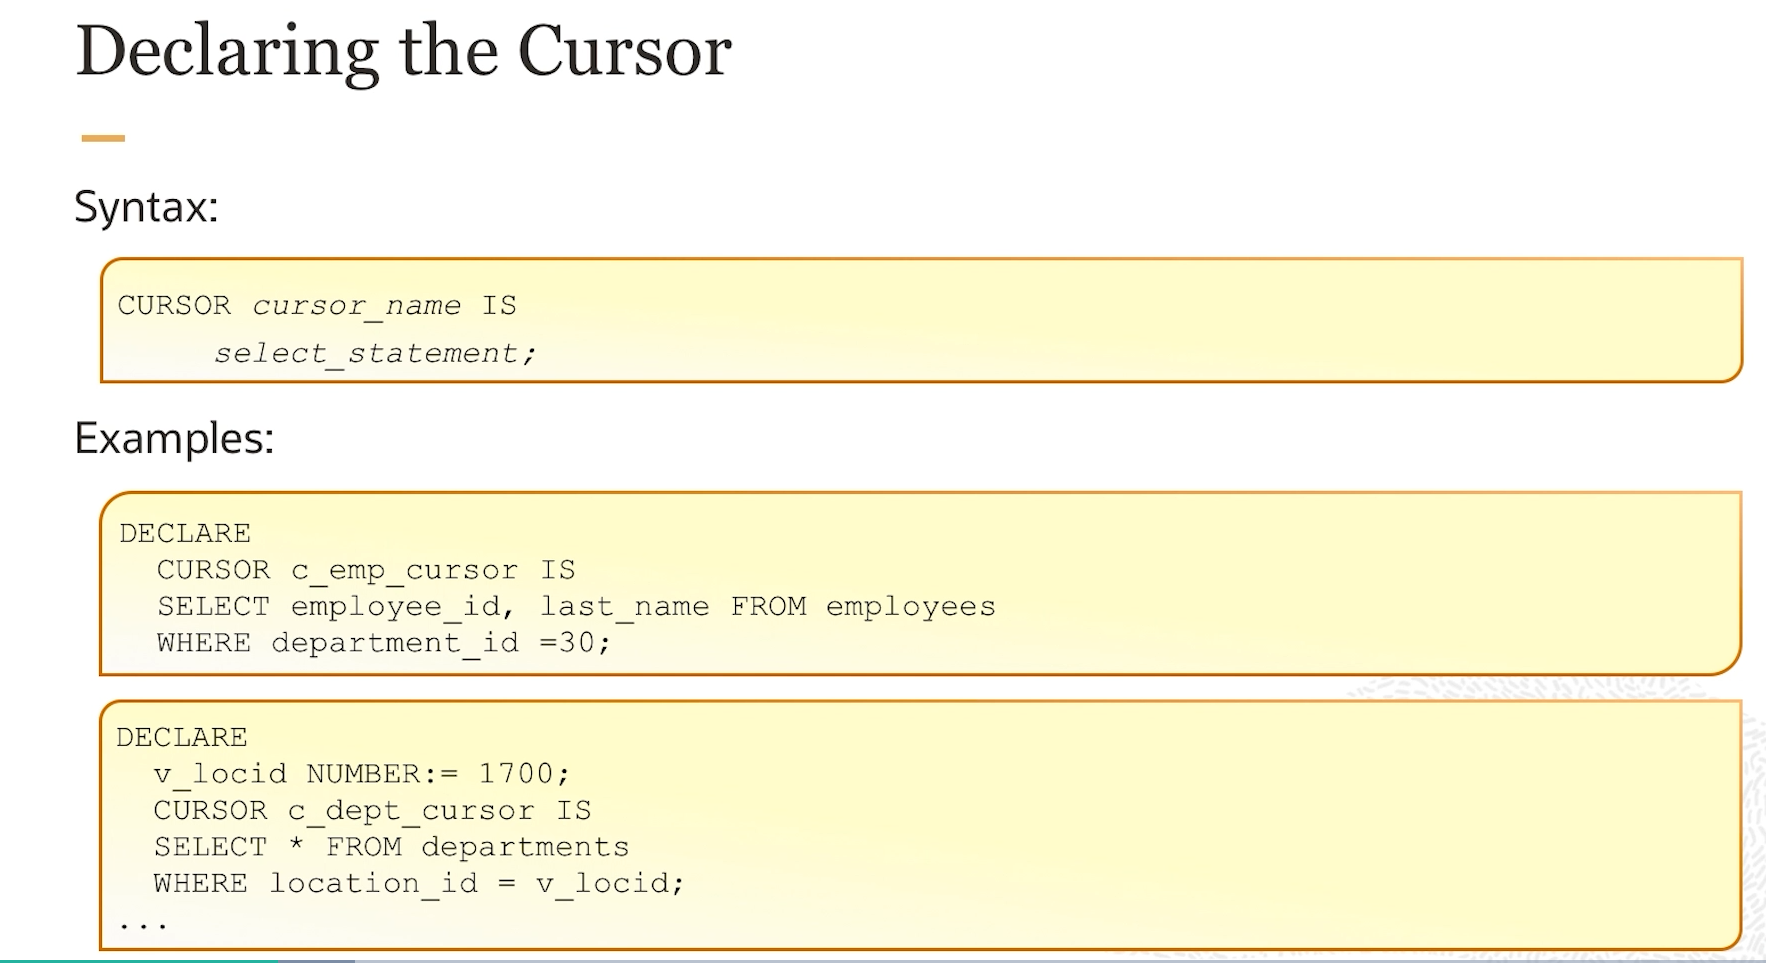 Declaring the Cursor
Syntax:
CURSOR cursor_name IS
select_statement;
Examples:
DECLARE
CURSOR c_emp_cursor IS
SELECT employee_id, last_name FROM employees
WHERE department_id =30;
DECLARE
v_locid NUMBER:= 1700;
CURSOR c_dept_cursor IS
SELECT * FROM departments
WHERE location_id = v_locid;
...